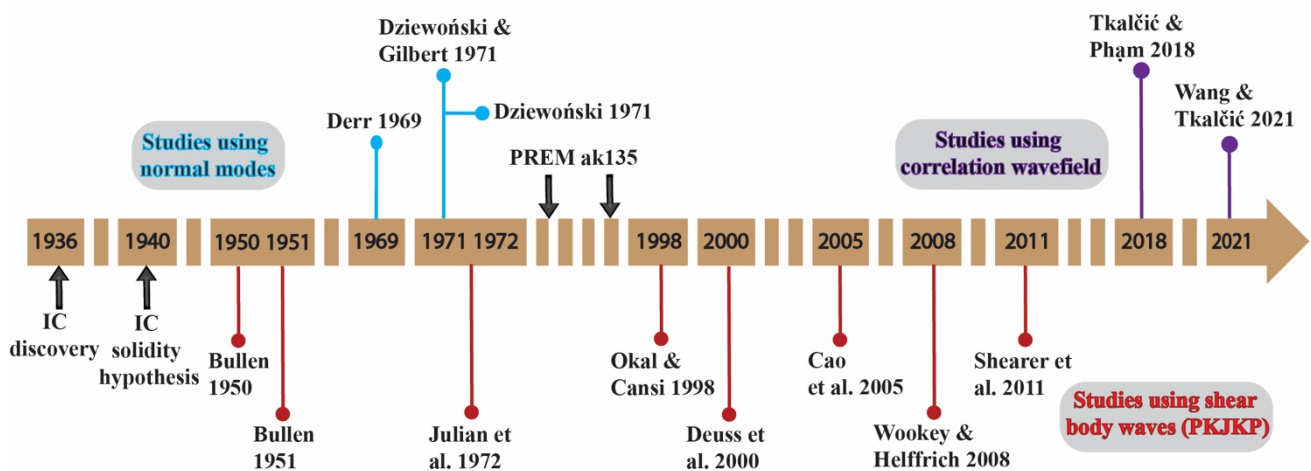 Dziewoński &
Gilbert 1971
Dziewoński 1971
Derr 1969
Studies using
normal modes
PREM ak135
Studies using
correlation wavefield
Tkalčić &
Phạm 2018
Wang &
Tkalčić 2021
1936
1940
1950 1951
1969
1971 1972
1998
2000
2005
2008
2011
2018
2021
IC
discovery
IC
solidity
hypothesis
Bullen
1950
Bullen
1951
Julian et
al. 1972
Okal &
Cansi 1998
Deuss et
al. 2000
Cao
et al. 2005
Wookey &
Helffrich 2008
Shearer et
al. 2011
Studies using shear
body waves (PKJKP)